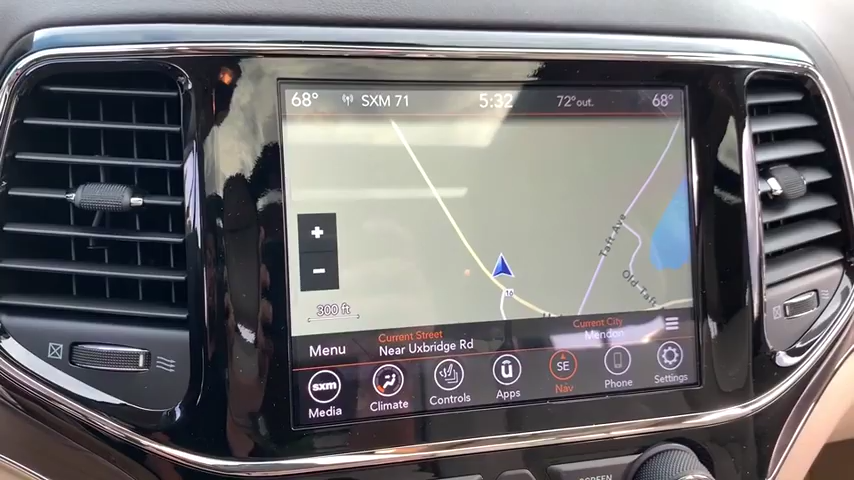 68° SXM 71 5:32 72°out. 68°
+
Taft Ave
-
Old Taft
16
300 ft
Current Street
Current City
Menu Near Uxbridge Rd Mendon
sxm ü SE
Media Climate Controls Apps Nav Phone Settings
SCREEN